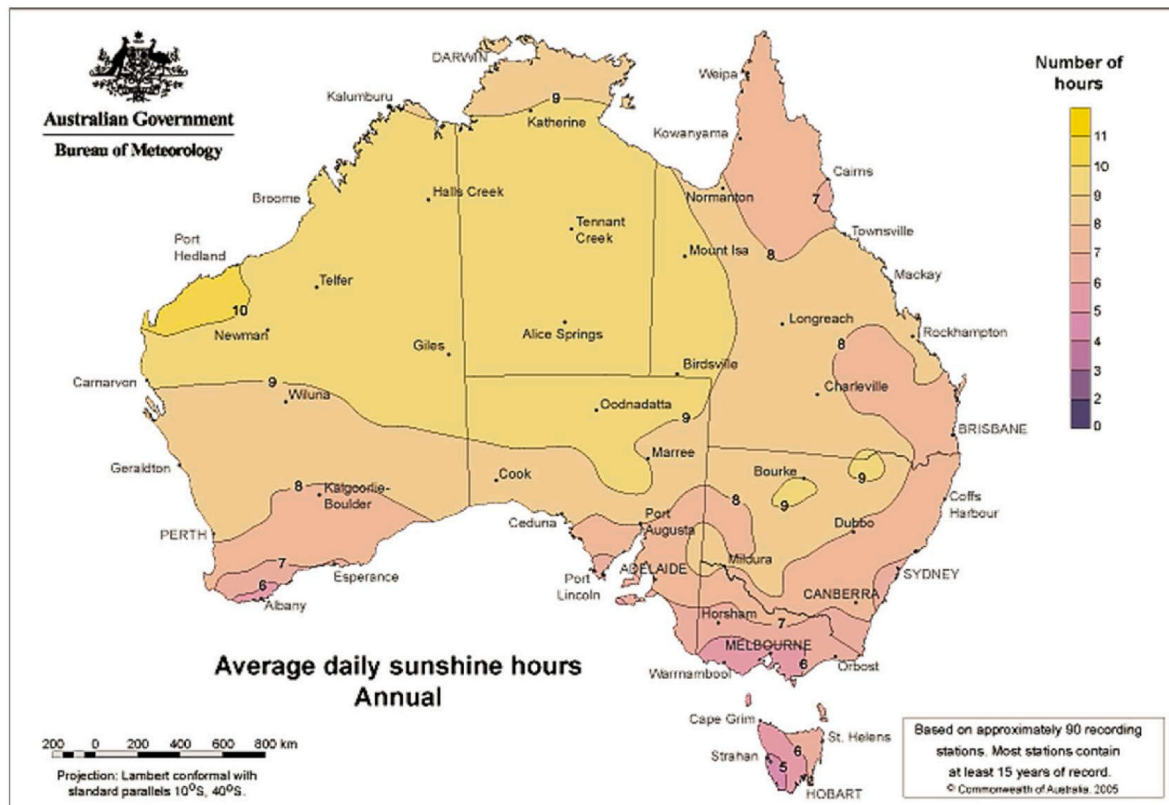 Australian Government
Bureau of Meteorology
DARWIN
Kalumburu
9
Katherine
Weipa
Kowanyama
Number of
hours
11
10
9
8
7
6
5
4
3
2
0
Cairns
7
Broome
Halls Creek
Normanton
Port
Hedland
Tennant
Creek
Townsville
Mount Isa
8
Mackay
Telfer
10
Newman
Alice Springs
Longreach
Rockhampton
Giles
8
Birdsville
Carnarvon
9
Wiluna
Charleville
Oodnadatta
9
BRISBANE
Geraldton
Marree
Bourke
9
Cook
8
Kalgoorlie-
Boulder
8
9
Coffs
Harbour
PERTH
Ceduna
Port
Augusta
Dubbo
Mildura
7
Esperance
ADELAIDE
SYDNEY
6
Albany
Port
Lincoln
CANBERRA
Horsham
7
MELBOURNE
6
Orbost
Warrnambool
Average daily sunshine hours
Annual
Cape Grim
6
St. Helens
Strahan
5
HOBART
200 0 200 400 600 800 km
Projection: Lambert conformal with
standard parallels 10°S, 40°S.
Based on approximately 90 recording
stations. Most stations contain
at least 15 years of record.
© Commonwealth of Australia, 2005